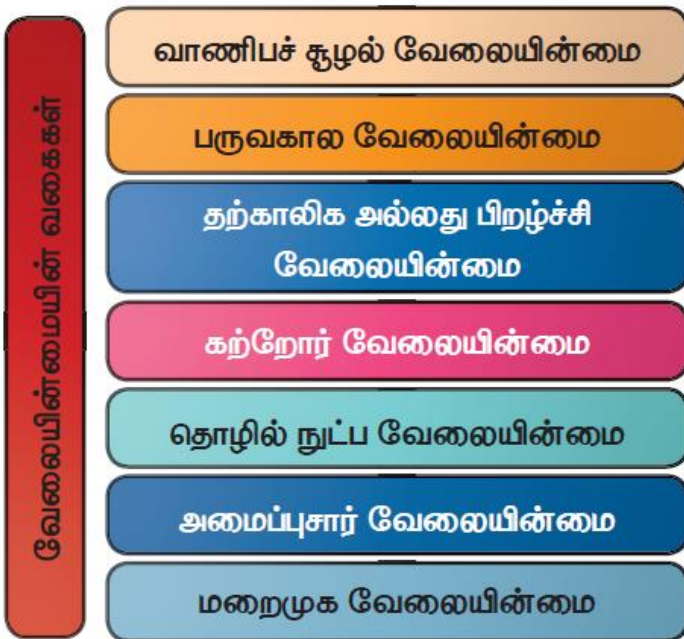 வேலையின்மையின் வகைகள்
வாணிபச் சூழல் வேலையின்மை
பருவகால வேலையின்மை
தற்காலிக அல்லது பிறழ்ச்சி
வேலையின்மை
கற்றோர் வேலையின்மை
தொழில் நுட்ப வேலையின்மை
அமைப்புசார் வேலையின்மை
மறைமுக வேலையின்மை